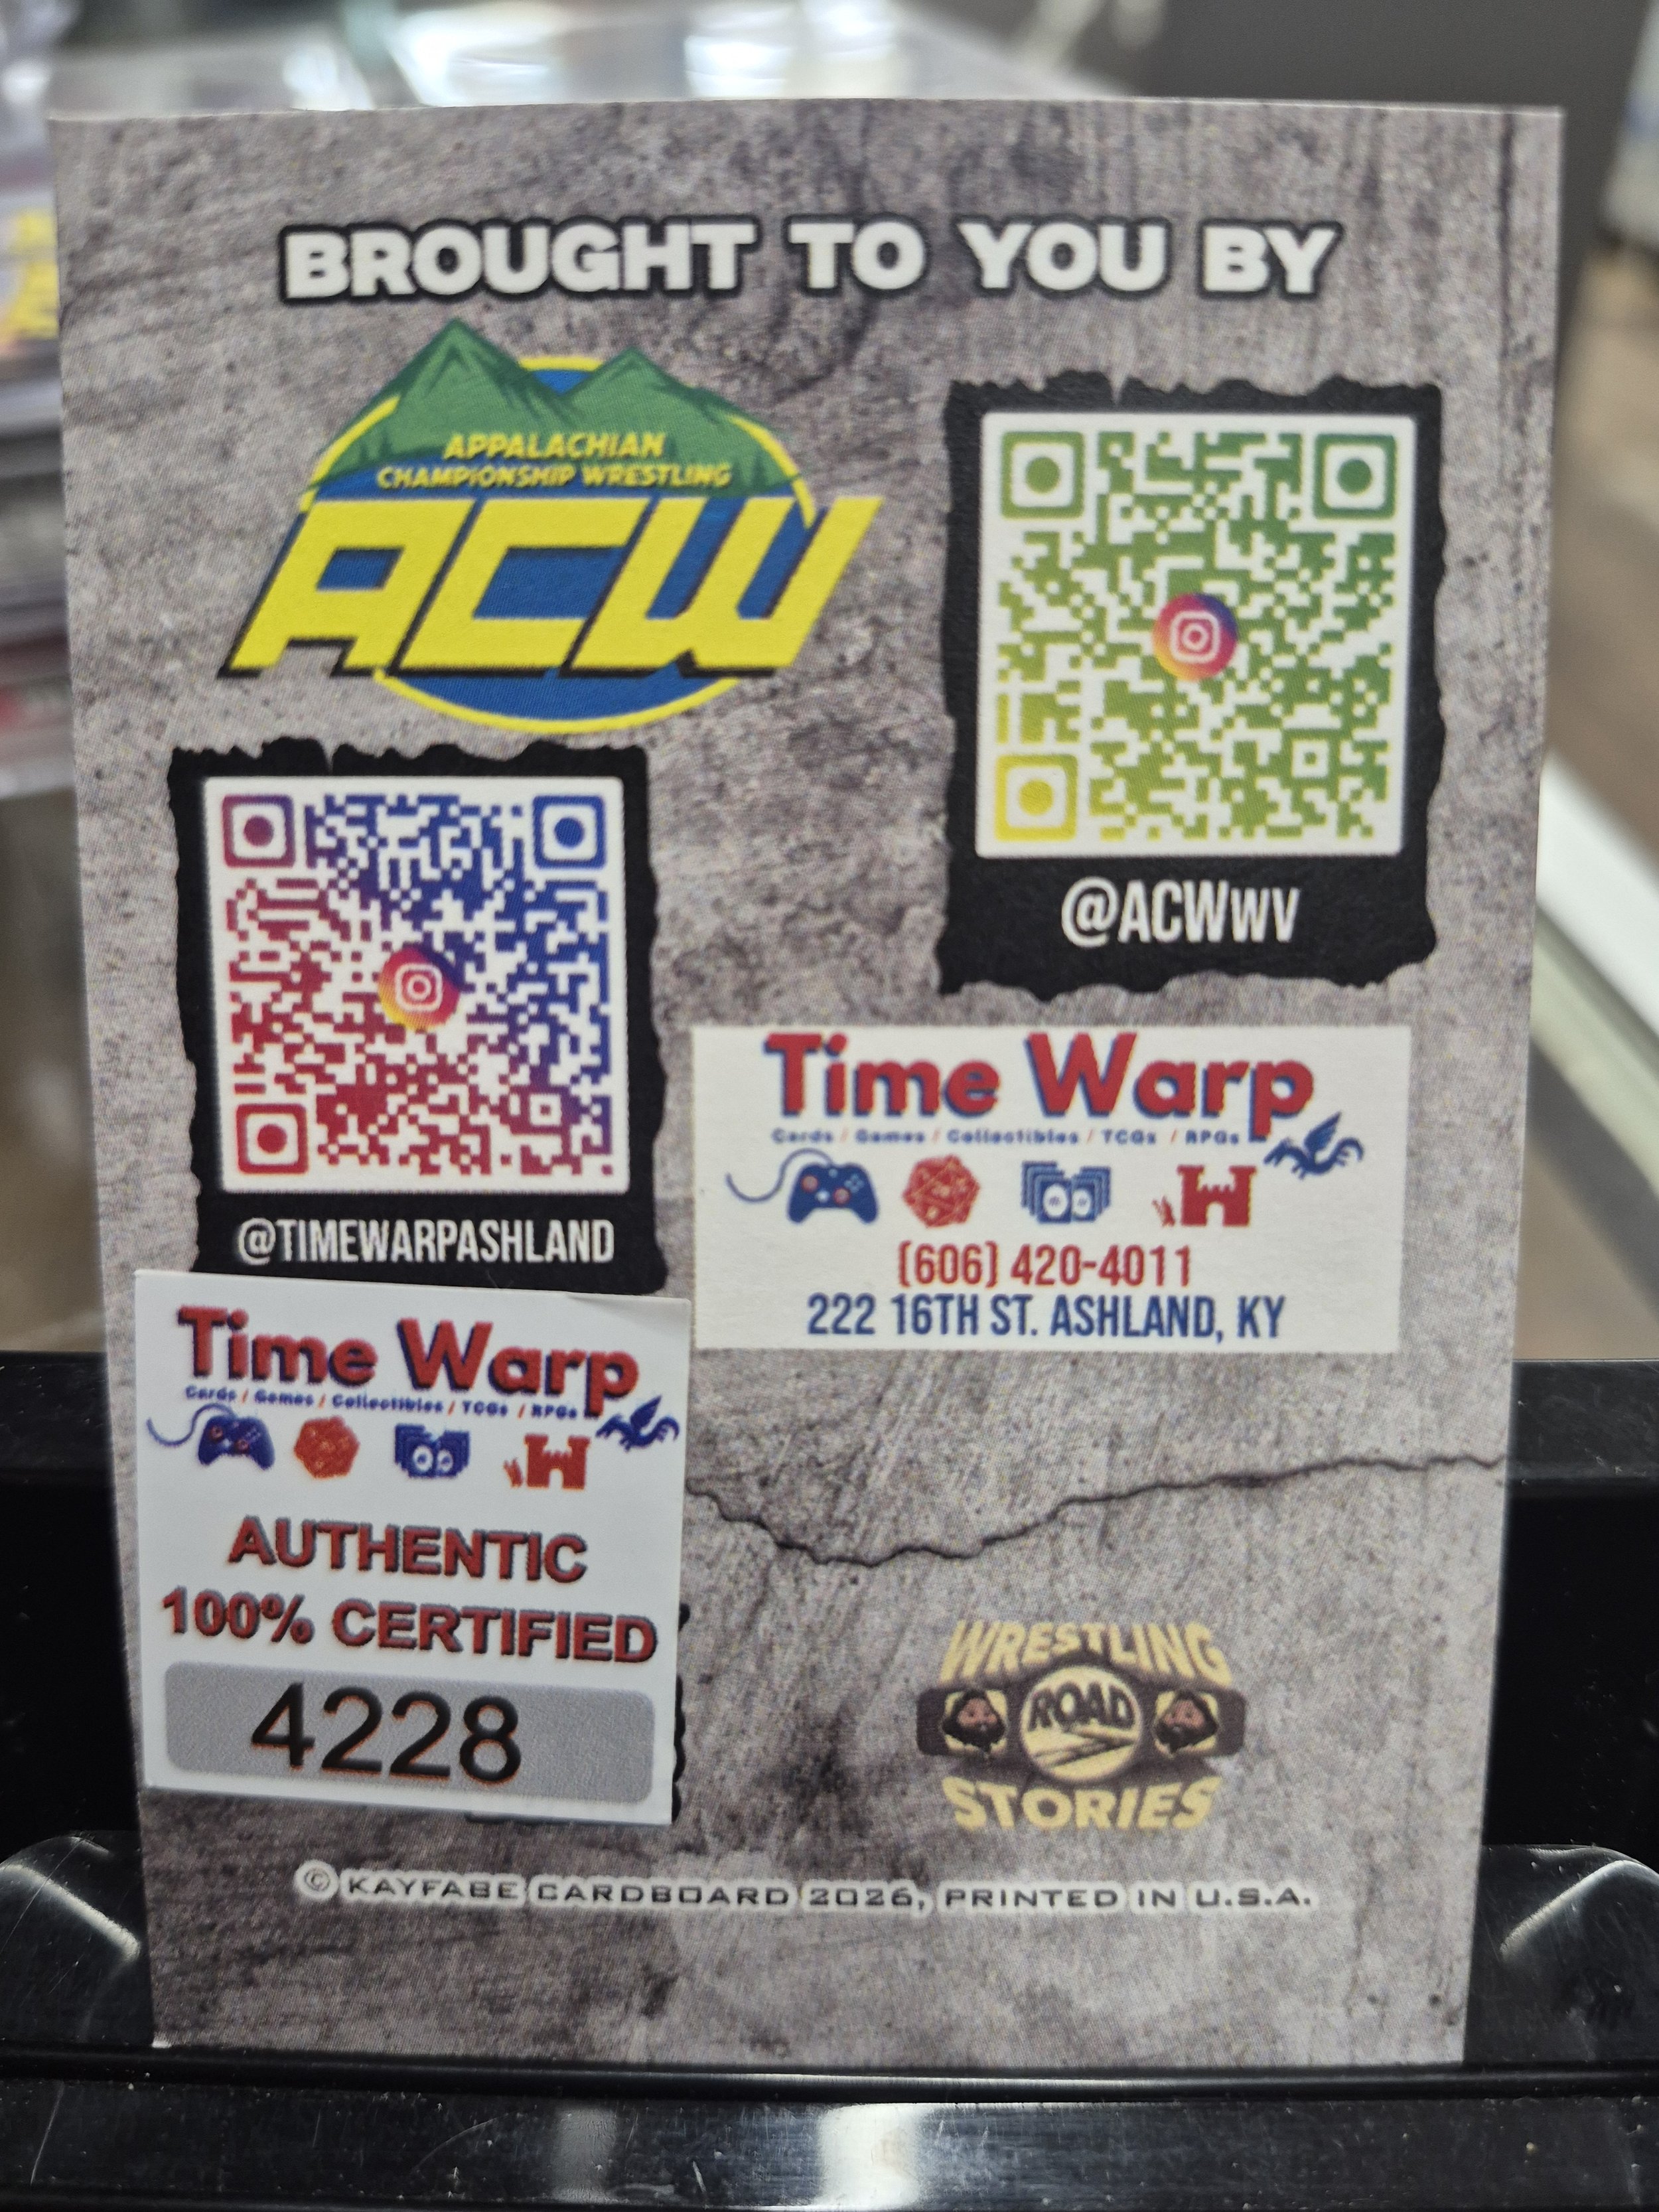 BROUGHT TO YOU BY
APPALACHIAN
CHAMPIONSHIP WRESTLING
ACW
@ACWWV
@TIMEWARPASHLAND
Time Warp
Cards / Games / Collectibles / TCGs / RPGs
(606) 420-4011
222 16TH ST. ASHLAND, KY
Time Warp
Cards / Games / Collectibles / TCGs / RPGs
AUTHENTIC
100% CERTIFIED
4228
WRESTLING
ROAD
STORIES
© KAYFABE CARDBOARD 2026, PRINTED IN U.S.A.